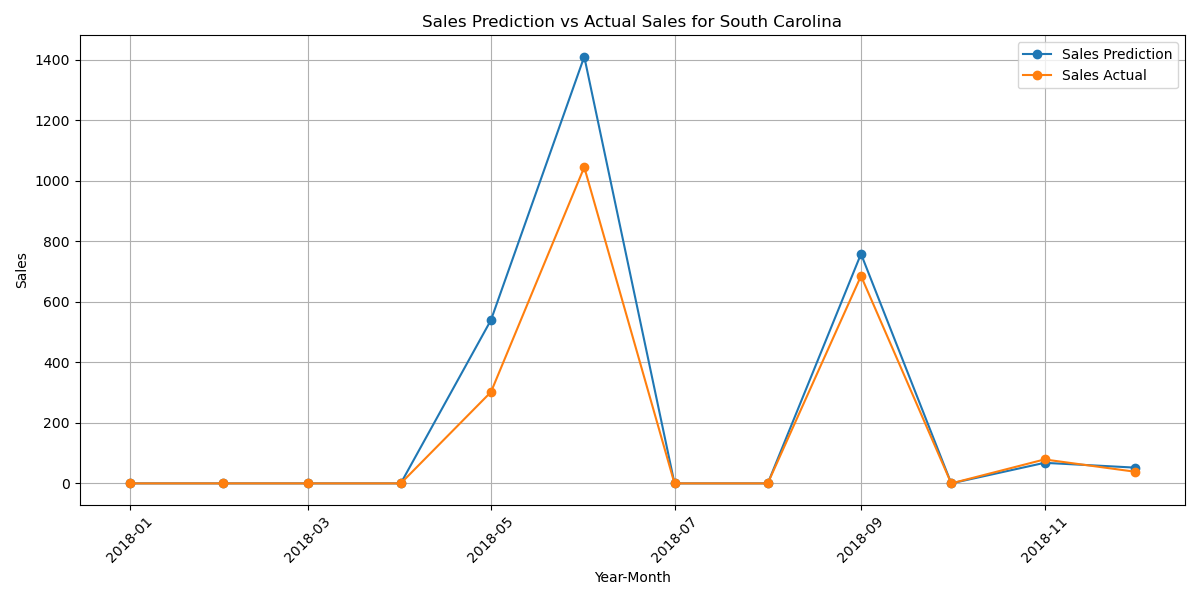 Sales Prediction vs Actual Sales for South Carolina
Sales Prediction
Sales Actual
1400
1200
1000
800
600
400
200
0
Sales
2018-01
2018-03
2018-05
2018-07
2018-09
2018-11
Year-Month